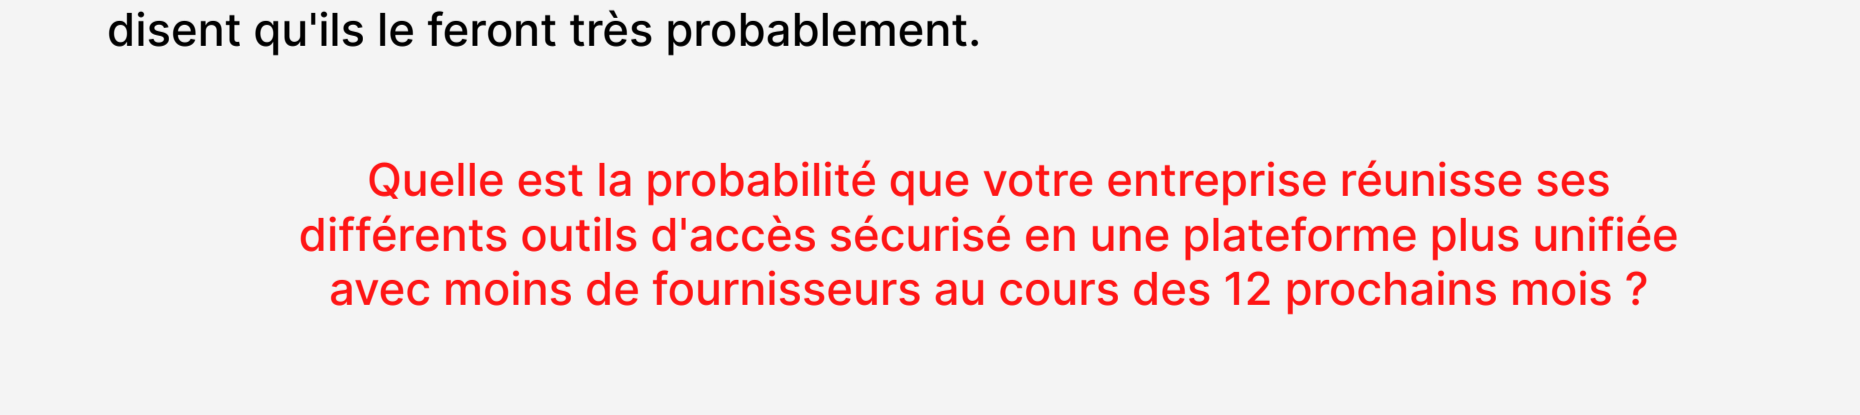 disent qu'ils le feront très probablement.
Quelle est la probabilité que votre entreprise réunisse ses
différents outils d'accès sécurisé en une plateforme plus unifiée
avec moins de fournisseurs au cours des 12 prochains mois ?